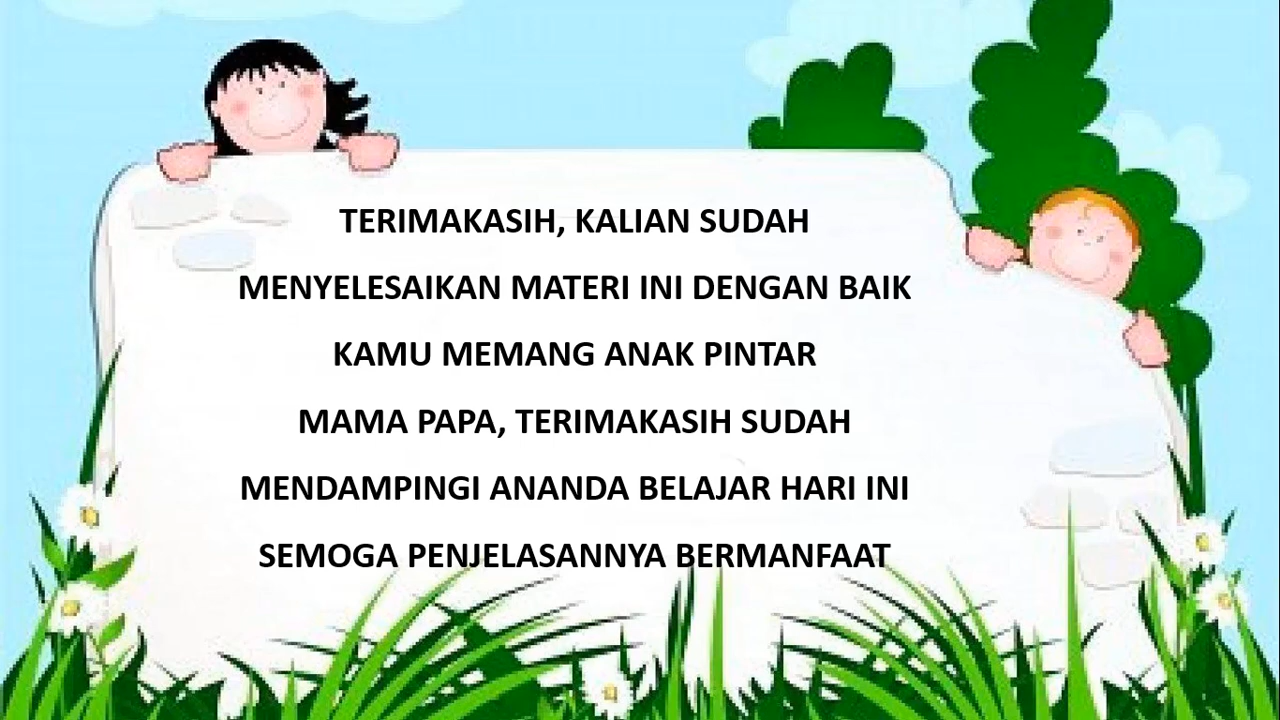 TERIMAKASIH, KALIAN SUDAH
MENYELESAIKAN MATERI INI DENGAN BAIK
KAMU MEMANG ANAK PINTAR
MAMA PAPA, TERIMAKASIH SUDAH
MENDAMPINGI ANANDA BELAJAR HARI INI
SEMOGA PENJELASANNYA BERMANFAAT